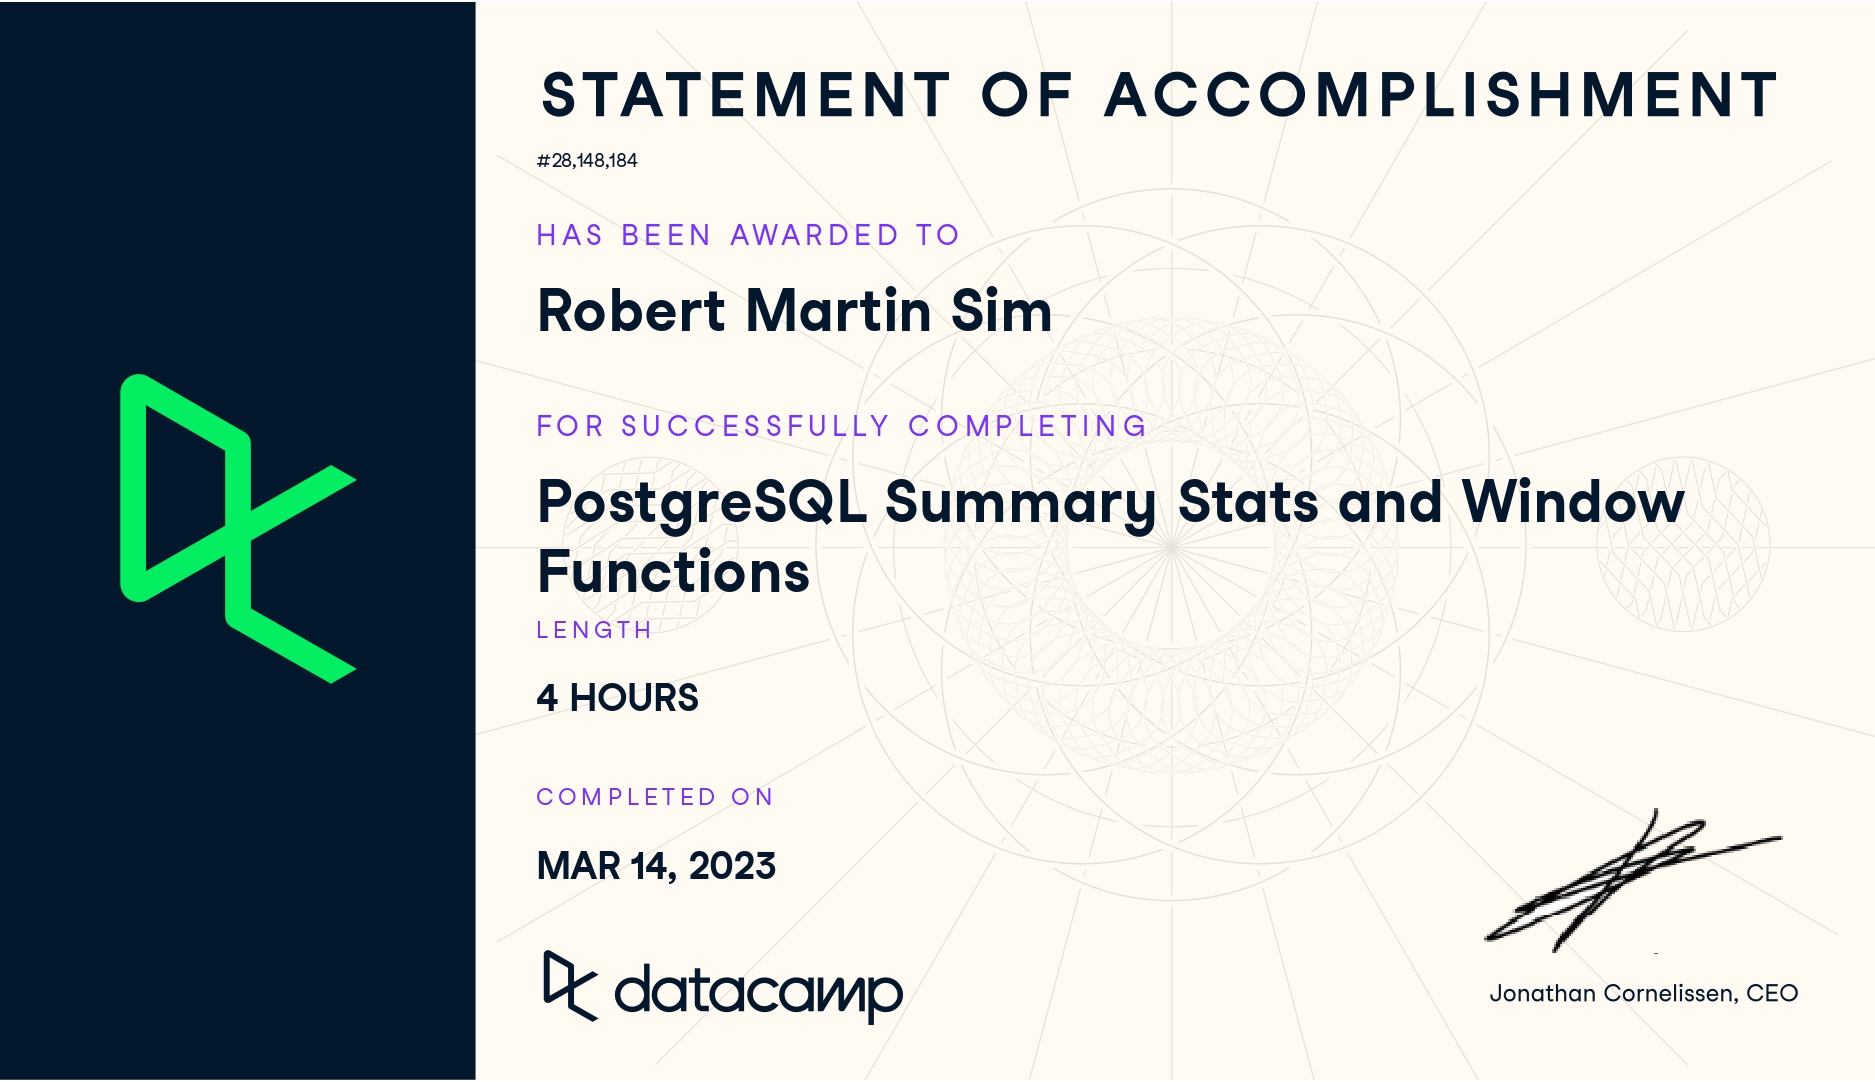 STATEMENT OF ACCOMPLISHMENT
#28,148,184
HAS BEEN AWARDED TO
Robert Martin Sim
FOR SUCCESSFULLY COMPLETING
PostgreSQL Summary Stats and Window
Functions
LENGTH
4 HOURS
COMPLETED ON
MAR 14, 2023
datacamp
Jonathan Cornelissen, CEO